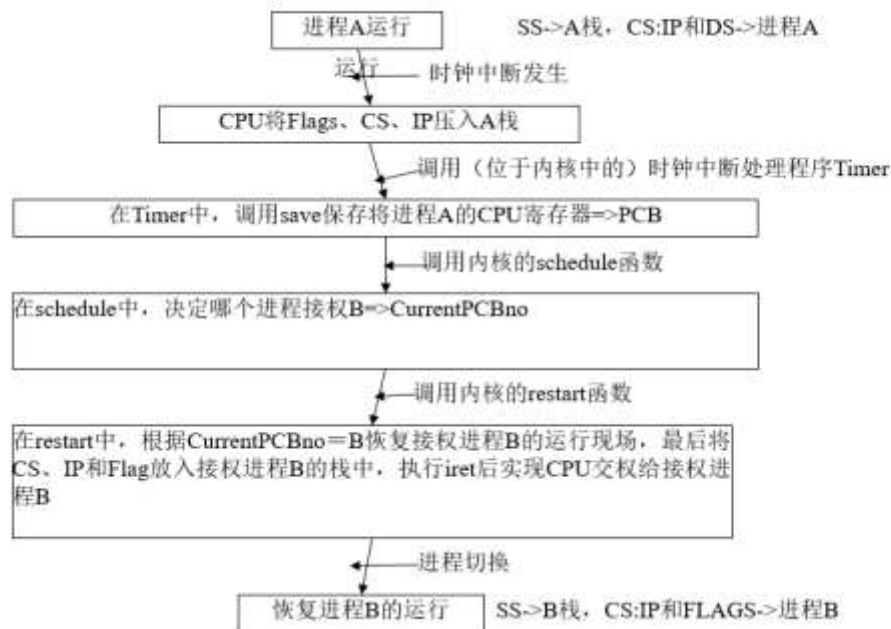 进程A运行
SS->A栈，CS:IP和DS->进程A
运行
时钟中断发生
CPU将Flags、CS、IP压入A栈
调用（位于内核中的）时钟中断处理程序Timer
在Timer中，调用save保存将进程A的CPU寄存器=>PCB
调用内核的schedule函数
在schedule中，决定哪个进程接权B=>CurrentPCBno
调用内核的restart函数
在restart中，根据CurrentPCBno＝B恢复接权进程B的运行现场，最后将
CS、IP和Flag放入接权进程B的栈中，执行iret后实现CPU交权给接权进
程B
进程切换
恢复进程B的运行
SS->B栈，CS:IP和FLAGS->进程B